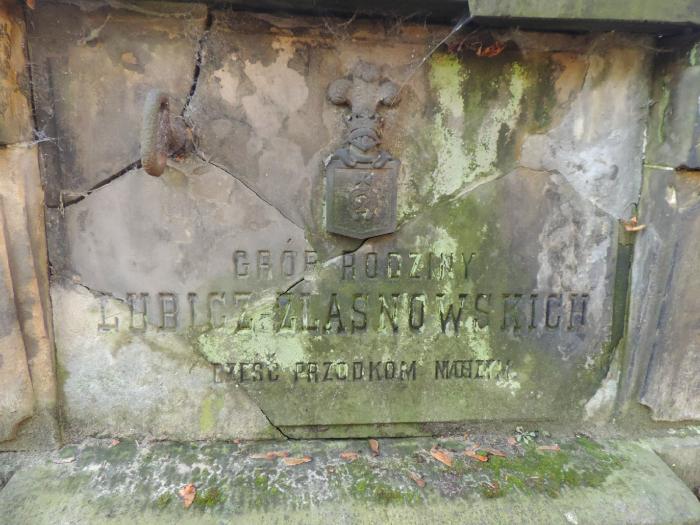 GRÓB RODZINY
LUBICZ-ZLASNOWSKICH
CZEŚĆ PRZODKOM NASZYM